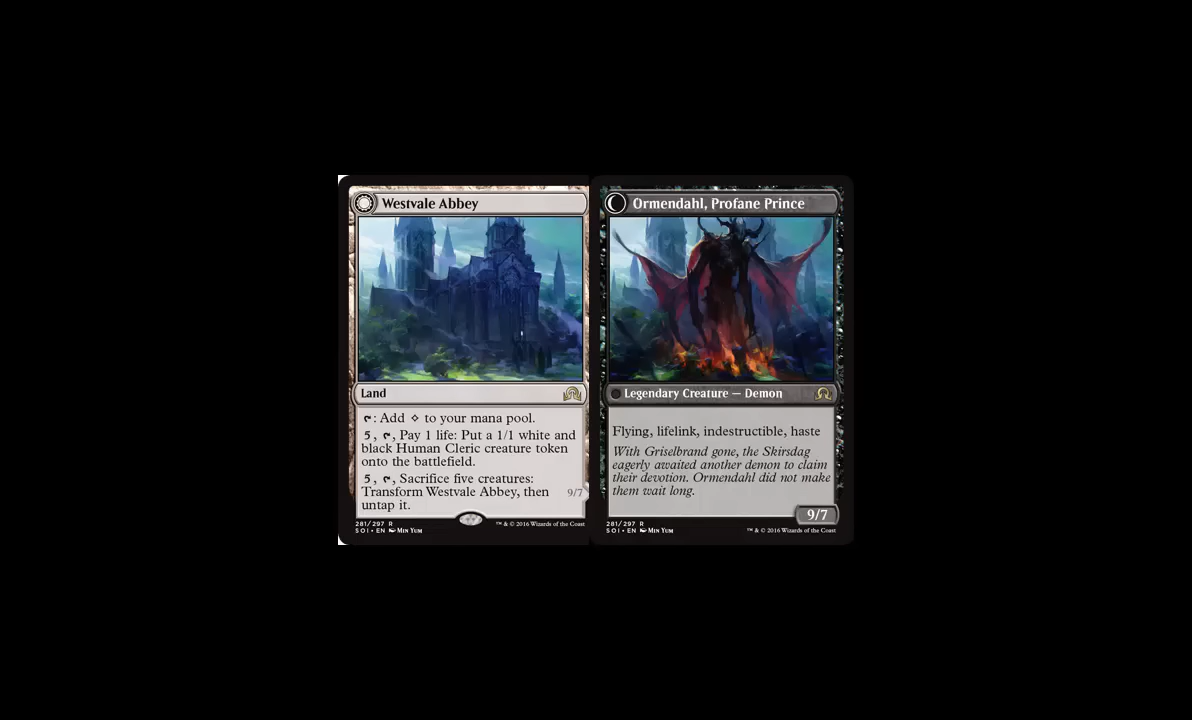 Westvale Abbey
Land
: Add to your mana pool.
5, , Pay 1 life: Put a 1/1 white and
black Human Cleric creature token
onto the battlefield.
5, , Sacrifice five creatures:
Transform Westvale Abbey, then
untap it.
9/7
281/297 R
SOI • EN Min Yum
™ & © 2016 Wizards of the Coast
Ormendahl, Profane Prince
Legendary Creature — Demon
Flying, lifelink, indestructible, haste
With Griselbrand gone, the Skirsdag
eagerly awaited another demon to claim
their devotion. Ormendahl did not make
them wait long.
9/7
281/297 R
SOI • EN Min Yum
™ & © 2016 Wizards of the Coast